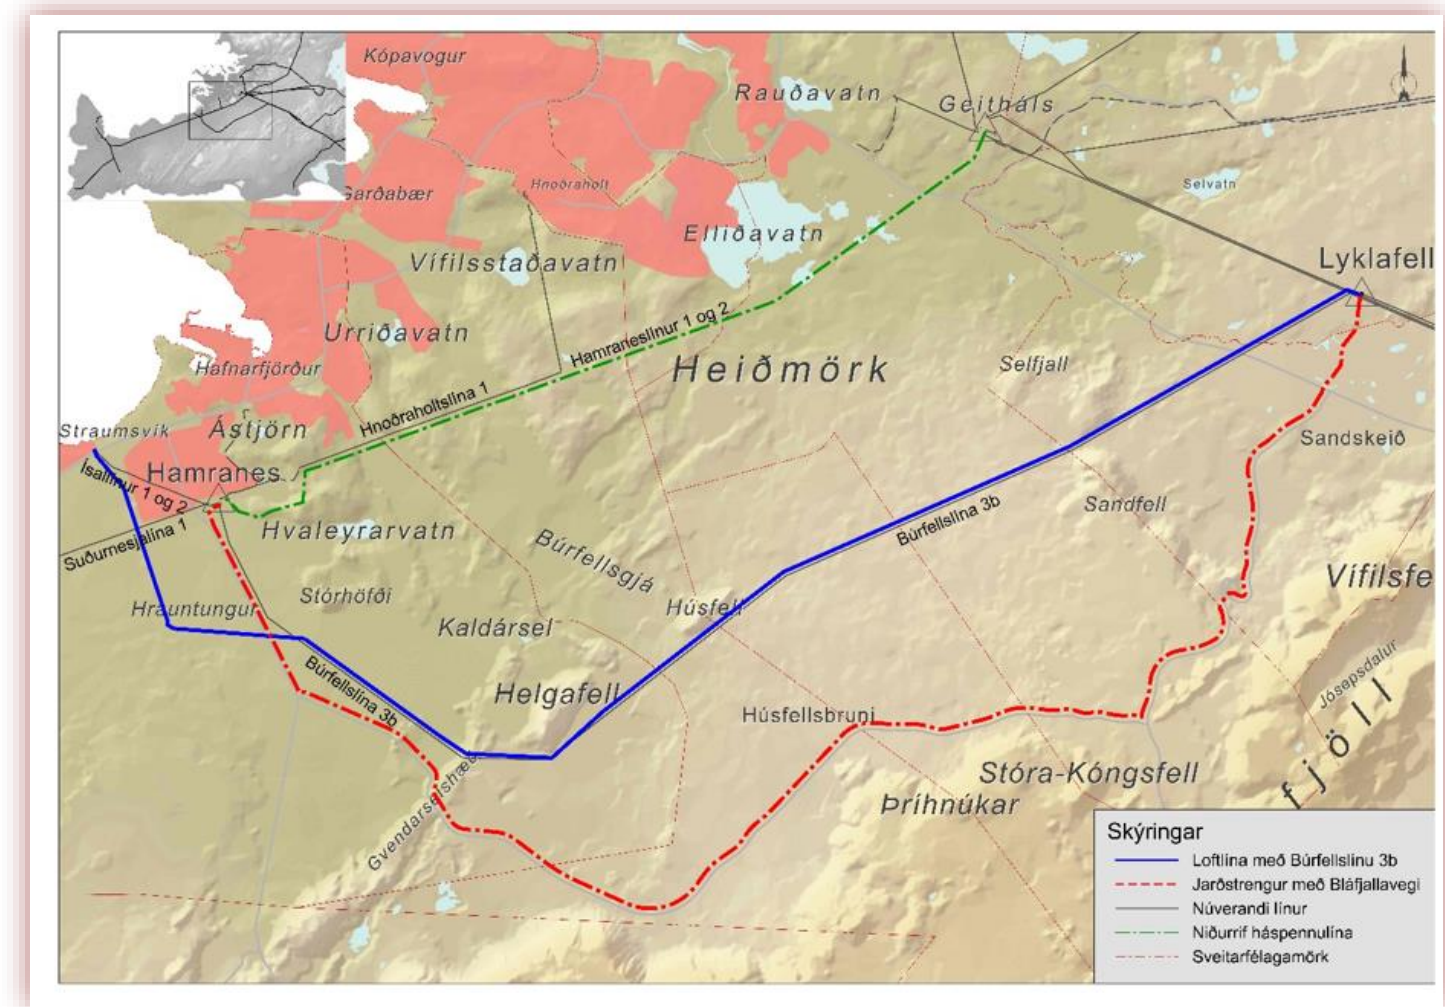 Kópavogur
Rauðavatn
Geitháls
Garðabær
Hnoðraholt
Selvatn
Elliðavatn
Vífilsstaðavatn
Lyklafell
Urriðavatn
Hamraneslínur 1 og 2
Hafnarfjörður
Heiðmörk
Selfjall
Hnoðraholtslína 1
Straumsvík
Ástjörn
Sandskeið
Hamranes
Ísallínur 1 og 2
Suðurnesjalína 1
Hvaleyrarvatn
Búrfellslína 3b
Sandfell
Búrfellsgjá
Vífilsfe
Hrauntungur
Stórhöfði
Húsfell
Kaldársel
Búrfellslína 3b
Helgafell
Jósepsdalur
Húsfellsbruni
fjöll
Stóra-Kóngsfell
Þríhnúkar
Skýringar
Loftlína með Búrfellslínu 3b
Jarðstrengur með Bláfjallavegi
Núverandi línur
Niðurrif háspennulína
Sveitarfélagamörk